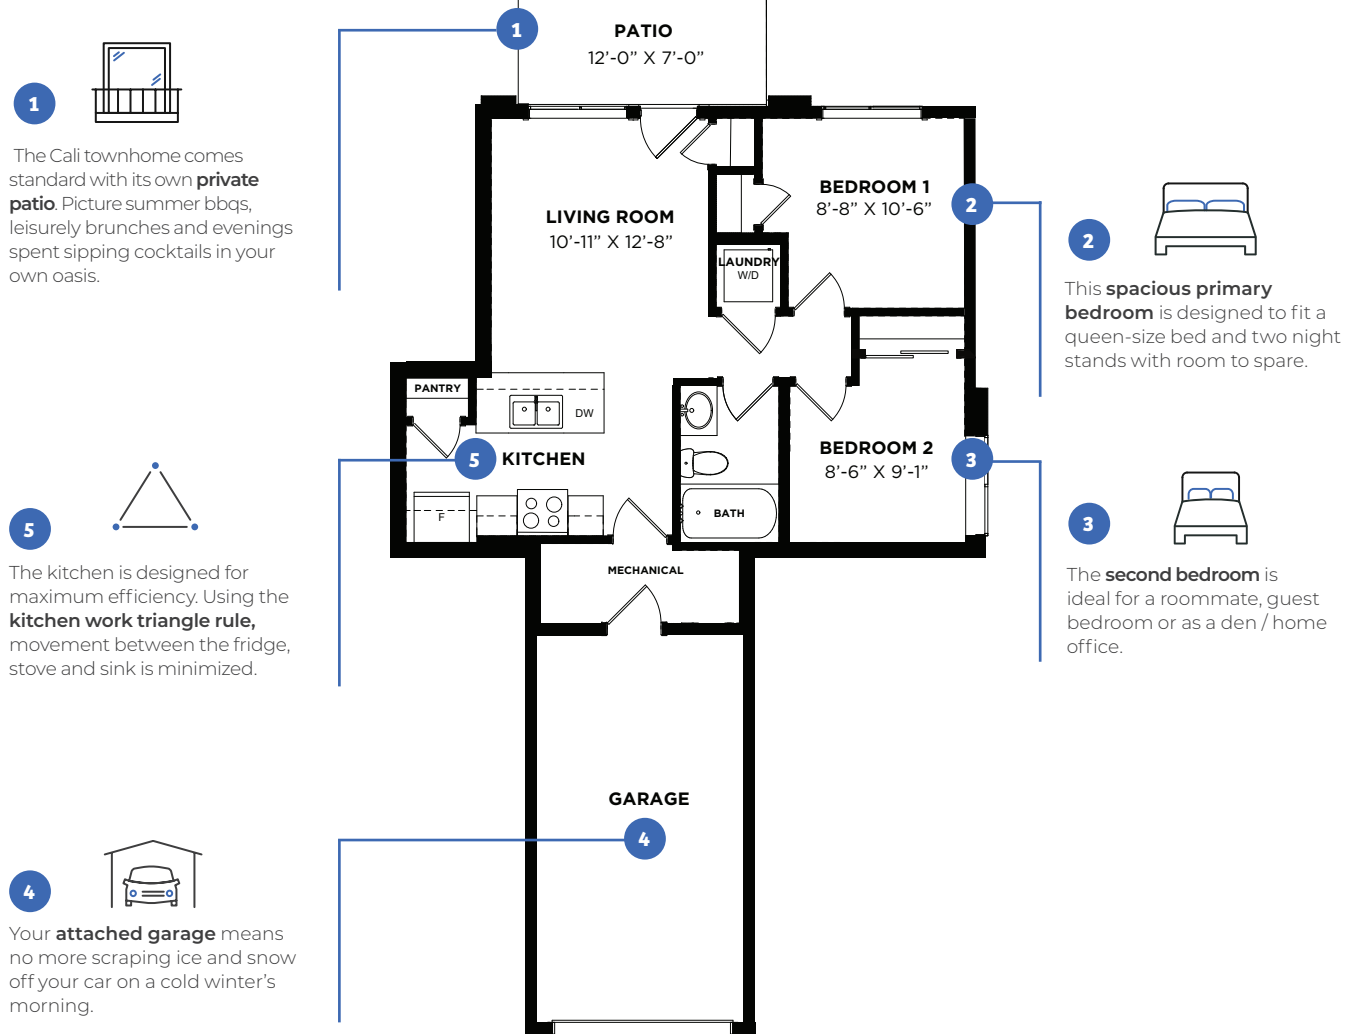 1
PATIO
12’-0” X 7’-0”
1
The Cali townhome comes
standard with its own private
patio. Picture summer bbqs,
leisurely brunches and evenings
spent sipping cocktails in your
own oasis.
LIVING ROOM
10’-11” X 12’-8”
BEDROOM 1
8’-8” X 10’-6”
2
LAUNDRY
W/D
2
This spacious primary
bedroom is designed to fit a
queen-size bed and two night
stands with room to spare.
PANTRY
DW
5
KITCHEN
F
BATH
BEDROOM 2
8’-6” X 9’-1”
3
3
The second bedroom is
ideal for a roommate, guest
bedroom or as a den / home
office.
5
The kitchen is designed for
maximum efficiency. Using the
kitchen work triangle rule,
movement between the fridge,
stove and sink is minimized.
MECHANICAL
GARAGE
4
4
Your attached garage means
no more scraping ice and snow
off your car on a cold winter’s
morning.